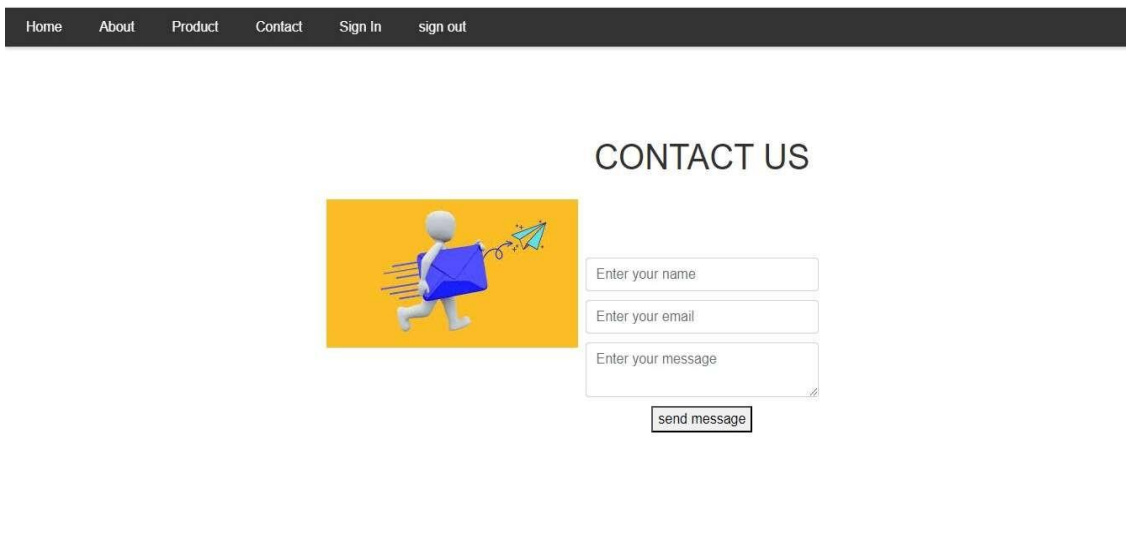 Home About Product Contact Sign In sign out
CONTACT US
Enter your name
Enter your email
Enter your message
send message